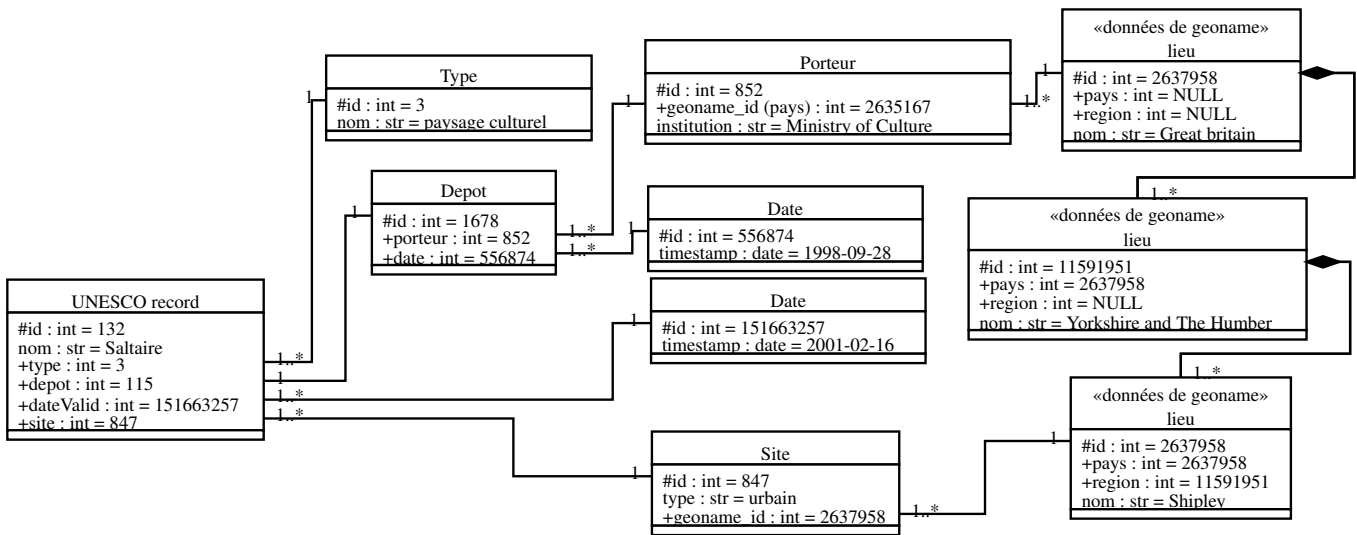 Type
#id : int = 3
nom : str = paysage culturel
Porteur
#id : int = 852
+geoname_id (pays) : int = 2635167
institution : str = Ministry of Culture
«données de geoname»
lieu
#id : int = 2637958
+pays : int = NULL
+region : int = NULL
nom : str = Great britain
1
1
1..*
1
Depot
#id : int = 1678
+porteur : int = 852
+date : int = 556874
1
1..*
1..*
1
Date
#id : int = 556874
timestamp : date = 1998-09-28
1..*
«données de geoname»
lieu
#id : int = 11591951
+pays : int = 2637958
+region : int = NULL
nom : str = Yorkshire and The Humber
UNESCO record
#id : int = 132
nom : str = Saltaire
+type : int = 3
+depot : int = 115
+dateValid : int = 151663257
+site : int = 847
1..*
1
1..*
1..*
1
Date
#id : int = 151663257
timestamp : date = 2001-02-16
1..*
«données de geoname»
lieu
#id : int = 2637958
+pays : int = 2637958
+region : int = 11591951
nom : str = Shipley
1
Site
#id : int = 847
type : str = urbain
+geoname_id : int = 2637958
1..*
1